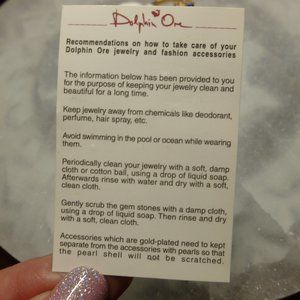 Dolphin Ore
Recommendations on how to take care of your
Dolphin Ore jewelry and fashion accessories
The information below has been provided to you
for the purpose of keeping your jewelry clean and
beautiful for a long time.
Keep jewelry away from chemicals like deodorant,
perfume, hair spray, etc.
Avoid swimming in the pool or ocean while wearing
them.
Periodically clean your jewelry with a soft, damp
cloth or cotton ball, using a drop of liquid soap.
Afterwards rinse with water and dry with a soft,
clean cloth.
Gently scrub the gem stones with a damp cloth,
using a drop of liquid soap. Then rinse and dry
with a soft, clean cloth.
Accessories which are gold-plated need to kept
separate from the accessories with pearls so that
the pearl shell will not be scratched.